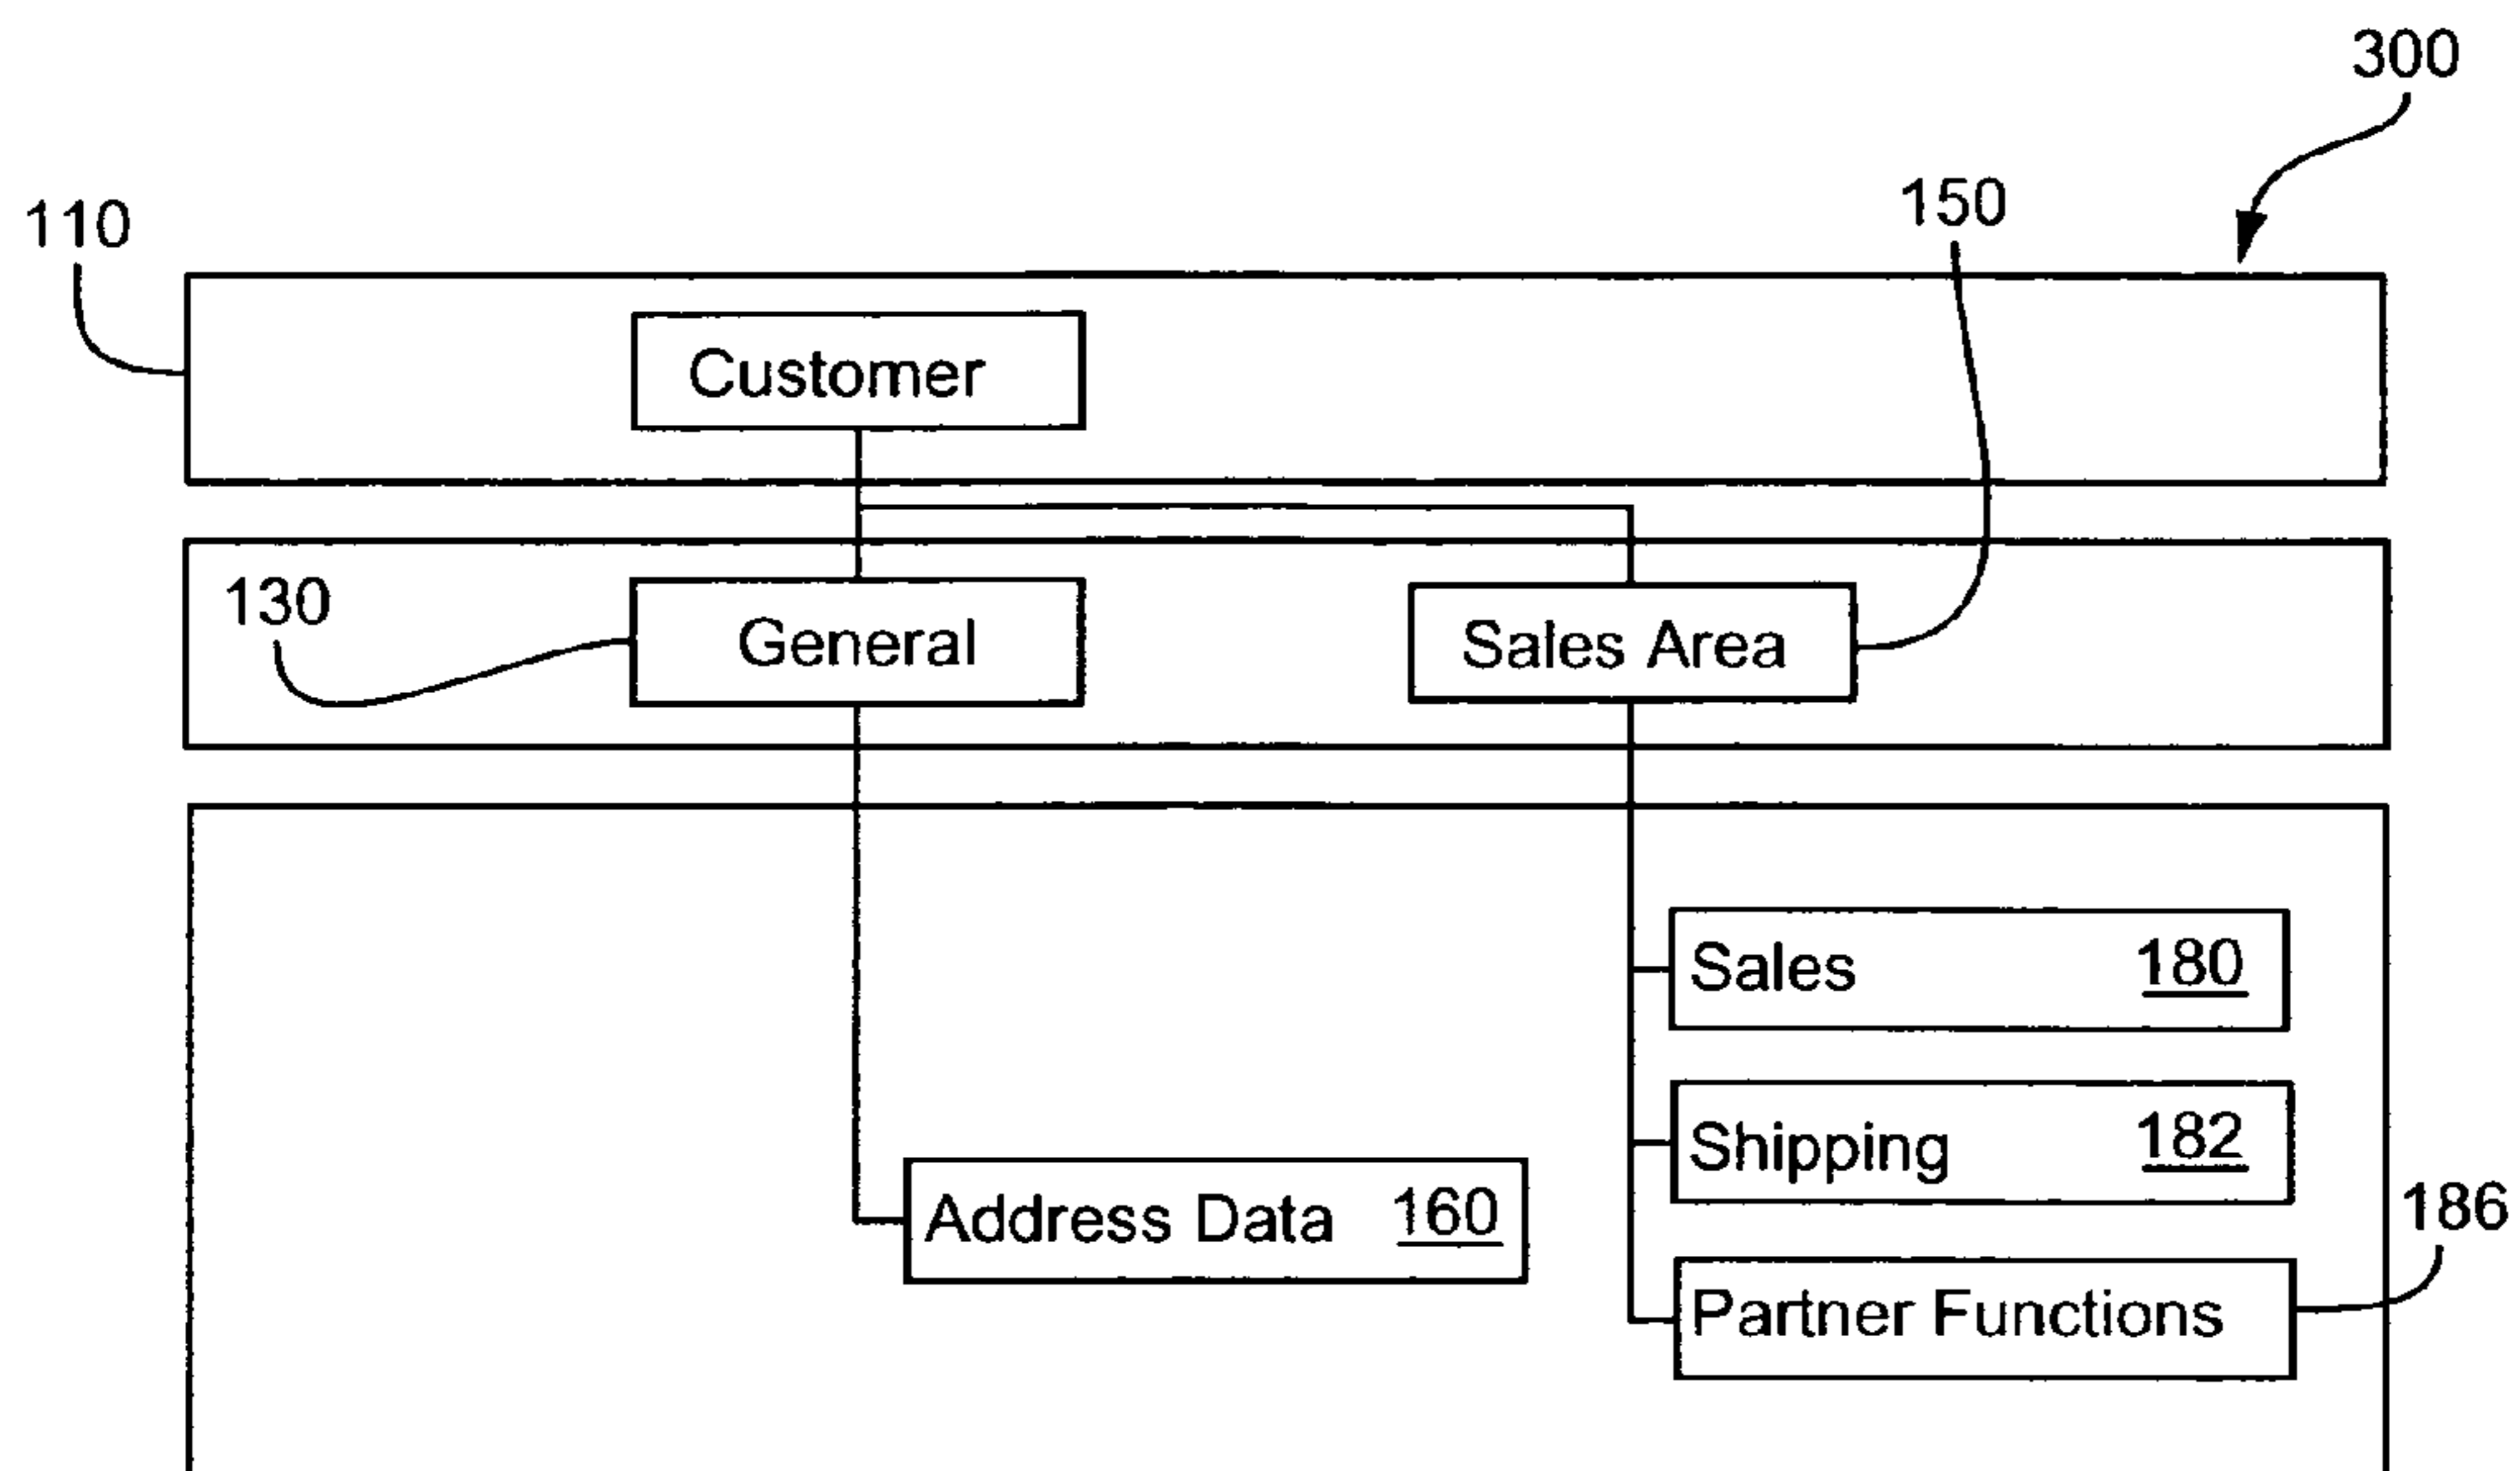 300
150
110
Customer
130
General
Sales Area
Sales 180
Shipping 182
186
Address Data 160
Partner Functions